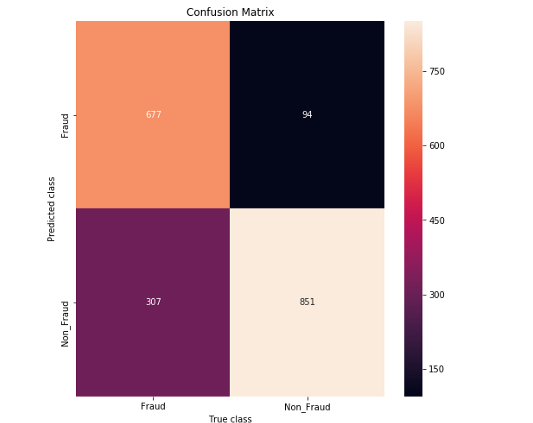 Confusion Matrix
Predicted class
Fraud
677
94
Non_Fraud
307
851
Fraud
Non_Fraud
True class
750
600
450
300
150